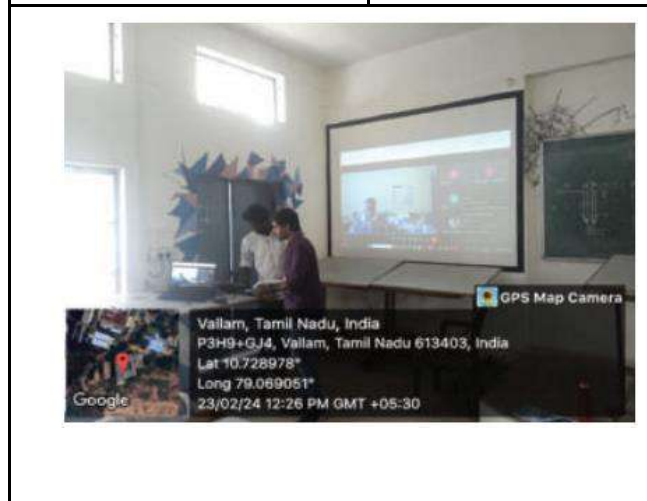 GPS Map Camera
Vallam, Tamil Nadu, India
P3H9+GJ4, Vallam, Tamil Nadu 613403, India
Lat 10.728978°
Long 79.069051°
23/02/24 12:26 PM GMT +05:30
Google